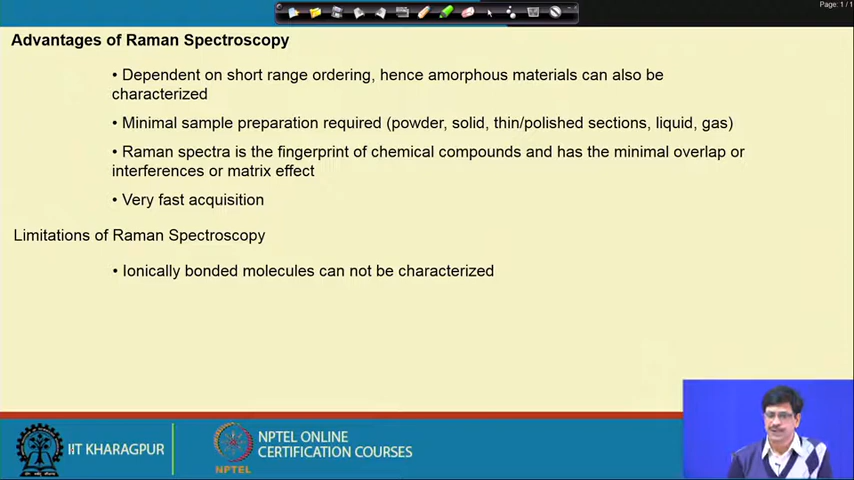 Page: 1 / 1
Advantages of Raman Spectroscopy
• Dependent on short range ordering, hence amorphous materials can also be
characterized
• Minimal sample preparation required (powder, solid, thin/polished sections, liquid, gas)
• Raman spectra is the fingerprint of chemical compounds and has the minimal overlap or
interferences or matrix effect
• Very fast acquisition
Limitations of Raman Spectroscopy
• Ionically bonded molecules can not be characterized
IIT KHARAGPUR
NPTEL
NPTEL ONLINE
CERTIFICATION COURSES